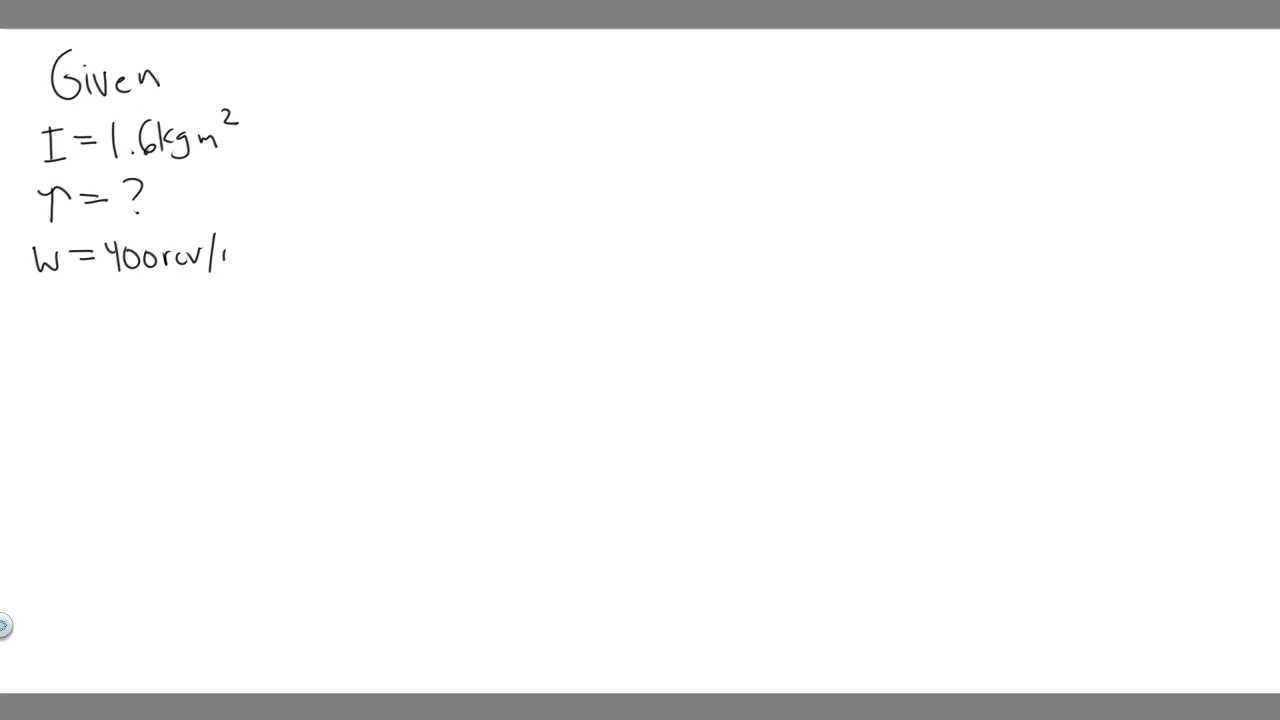 Given
I = 1.6kgm²
τ = ?
W = 400rev/